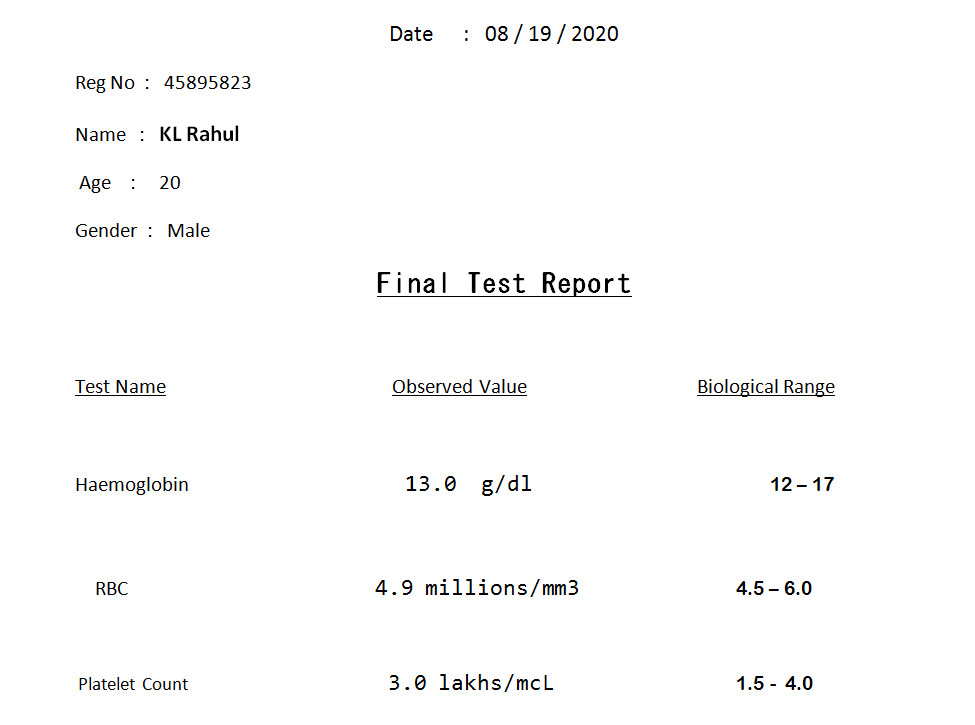 Date : 08 / 19 / 2020
Reg No : 45895823
Name : KL Rahul
Age : 20
Gender : Male
Final Test Report
Test Name Observed Value Biological Range
Haemoglobin 13.0 g/dl 12 – 17
RBC 4.9 millions/mm3 4.5 – 6.0
Platelet Count 3.0 lakhs/mcL 1.5 - 4.0